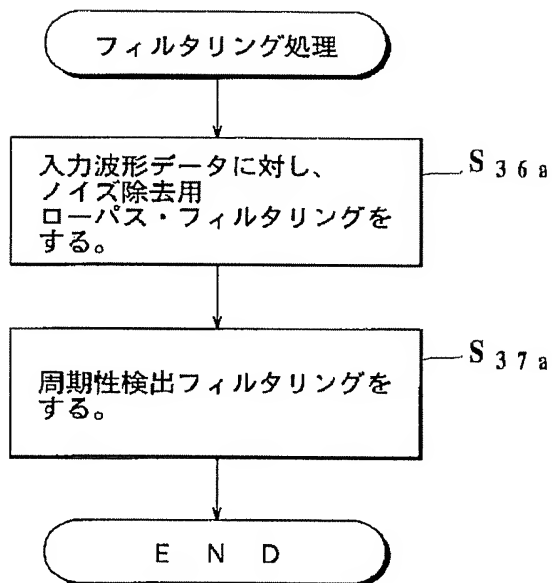 フィルタリング処理
入力波形データに対し、
ノイズ除去用
ローパス・フィルタリングを
する。
S36a
周期性検出フィルタリングを
する。
S37a
END